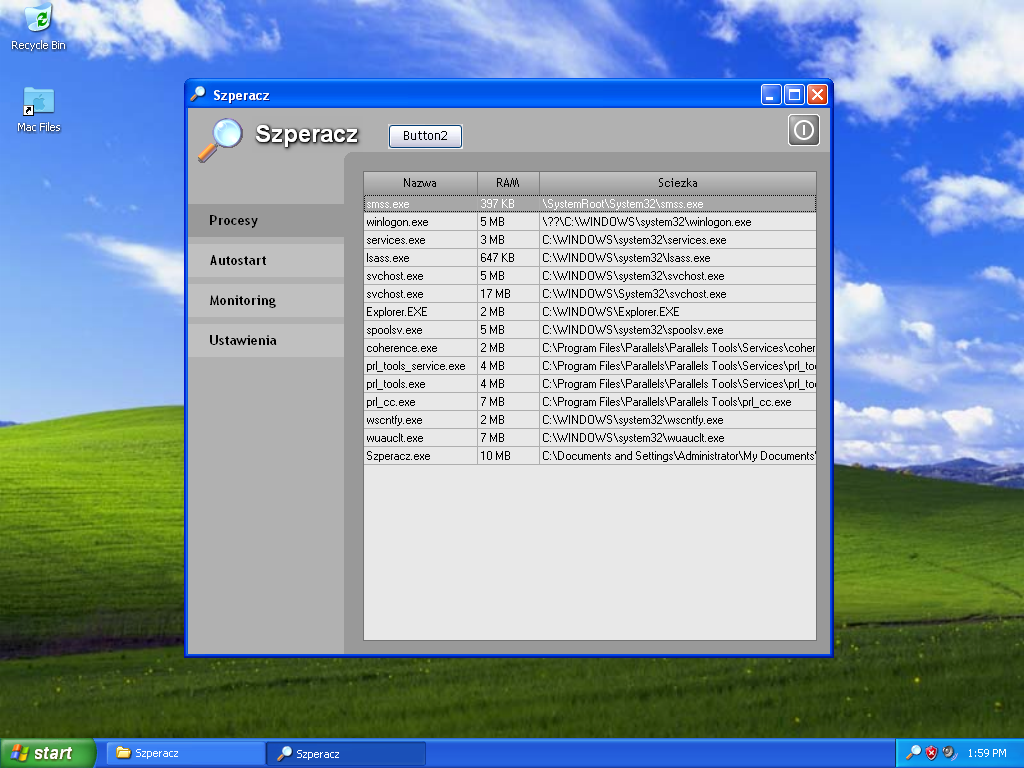 Recycle Bin
Mac Files
Szperacz
Szperacz
Button2
Procesy
Autostart
Monitoring
Ustawienia
Nazwa RAM Sciezka
smss.exe 397 KB \SystemRoot\System32\smss.exe
winlogon.exe 5 MB \??\C:\WINDOWS\system32\winlogon.exe
services.exe 3 MB C:\WINDOWS\system32\services.exe
lsass.exe 647 KB C:\WINDOWS\system32\lsass.exe
svchost.exe 5 MB C:\WINDOWS\system32\svchost.exe
svchost.exe 17 MB C:\WINDOWS\System32\svchost.exe
Explorer.EXE 2 MB C:\WINDOWS\Explorer.EXE
spoolsv.exe 5 MB C:\WINDOWS\system32\spoolsv.exe
coherence.exe 2 MB C:\Program Files\Parallels\Parallels Tools\Services\coher
prl_tools_service.exe 4 MB C:\Program Files\Parallels\Parallels Tools\Services\prl_to
prl_tools.exe 4 MB C:\Program Files\Parallels\Parallels Tools\Services\prl_to
prl_cc.exe 7 MB C:\Program Files\Parallels\Parallels Tools\prl_cc.exe
wscntfy.exe 2 MB C:\WINDOWS\system32\wscntfy.exe
wuauclt.exe 7 MB C:\WINDOWS\system32\wuauclt.exe
Szperacz.exe 10 MB C:\Documents and Settings\Administrator\My Documents\
start
Szperacz
Szperacz
1:59 PM